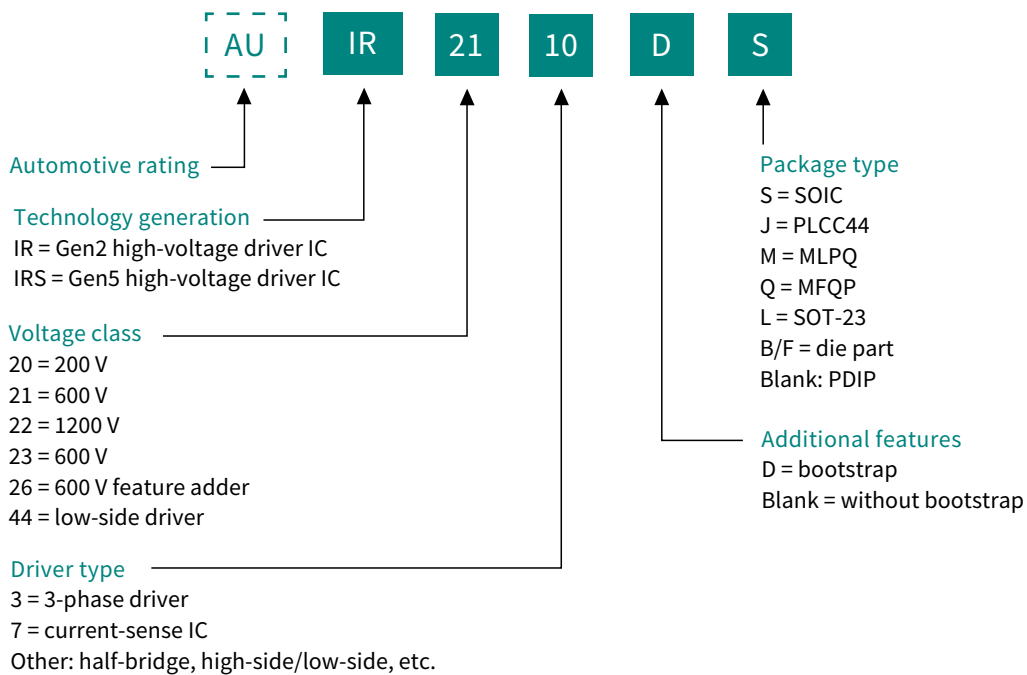 AU IR 21 10 D S
Automotive rating
Technology generation
IR = Gen2 high-voltage driver IC
IRS = Gen5 high-voltage driver IC
Voltage class
20 = 200 V
21 = 600 V
22 = 1200 V
23 = 600 V
26 = 600 V feature adder
44 = low-side driver
Driver type
3 = 3-phase driver
7 = current-sense IC
Other: half-bridge, high-side/low-side, etc.
Package type
S = SOIC
J = PLCC44
M = MLPQ
Q = MFQP
L = SOT-23
B/F = die part
Blank: PDIP
Additional features
D = bootstrap
Blank = without bootstrap